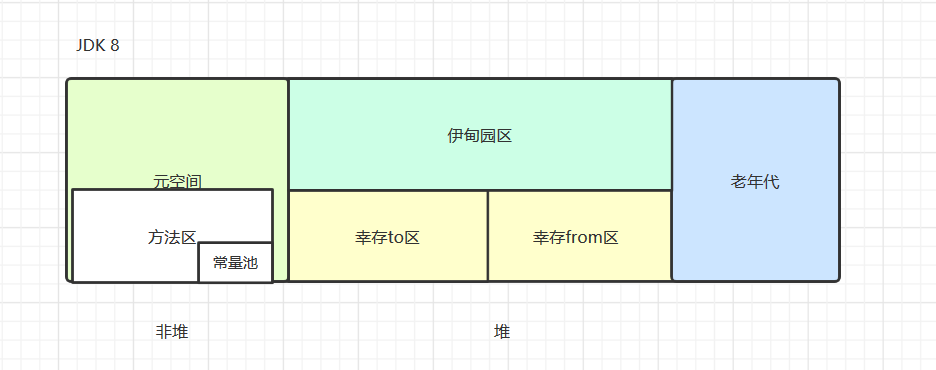 JDK 8
伊甸园区
元空间
老年代
方法区
幸存to区
幸存from区
常量池
非堆
堆